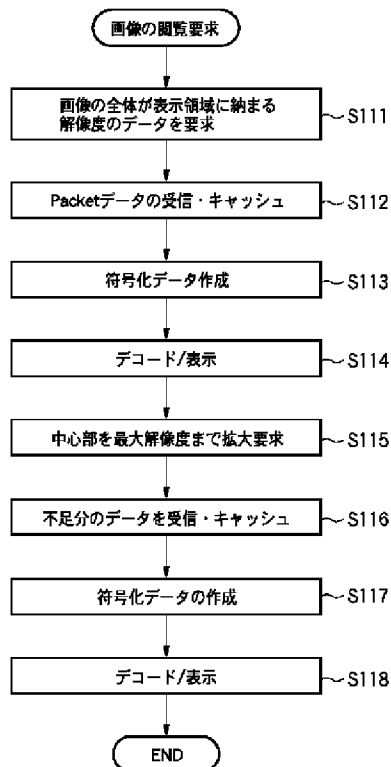 画像の閲覧要求
画像の全体が表示領域に納まる
解像度のデータを要求
S111
Packetデータの受信・キャッシュ
S112
符号化データ作成
S113
デコード/表示
S114
中心部を最大解像度まで拡大要求
S115
不足分のデータを受信・キャッシュ
S116
符号化データの作成
S117
デコード/表示
S118
END